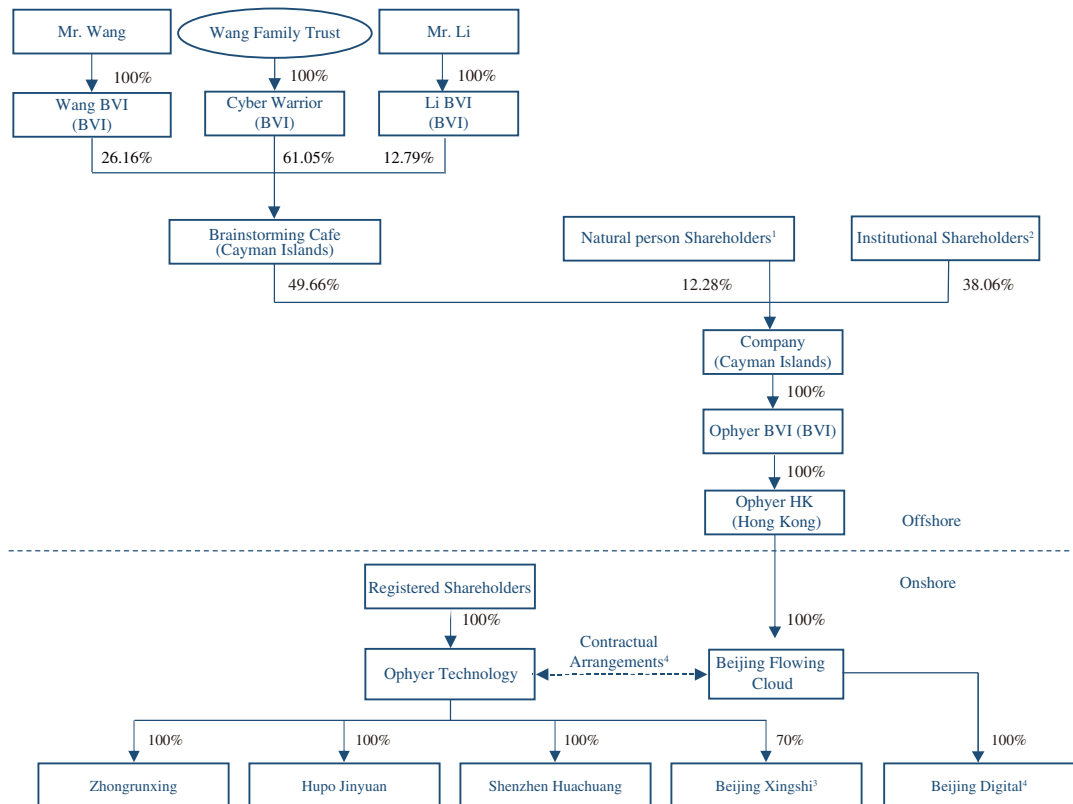 Mr. Wang
Wang Family Trust
Mr. Li
100%
100%
100%
Wang BVI
(BVI)
Cyber Warrior
(BVI)
Li BVI
(BVI)
26.16%
61.05%
12.79%
Brainstorming Cafe
(Cayman Islands)
Natural person Shareholders¹
Institutional Shareholders²
49.66%
12.28%
38.06%
Company
(Cayman Islands)
100%
Ophyer BVI (BVI)
100%
Ophyer HK
(Hong Kong)
Offshore
Onshore
Registered Shareholders
100%
100%
Contractual
Arrangements⁴
Ophyer Technology
Beijing Flowing
Cloud
100%
100%
100%
70%
100%
Zhongrunxing
Hupo Jinyuan
Shenzhen Huachuang
Beijing Xingshi³
Beijing Digital⁴